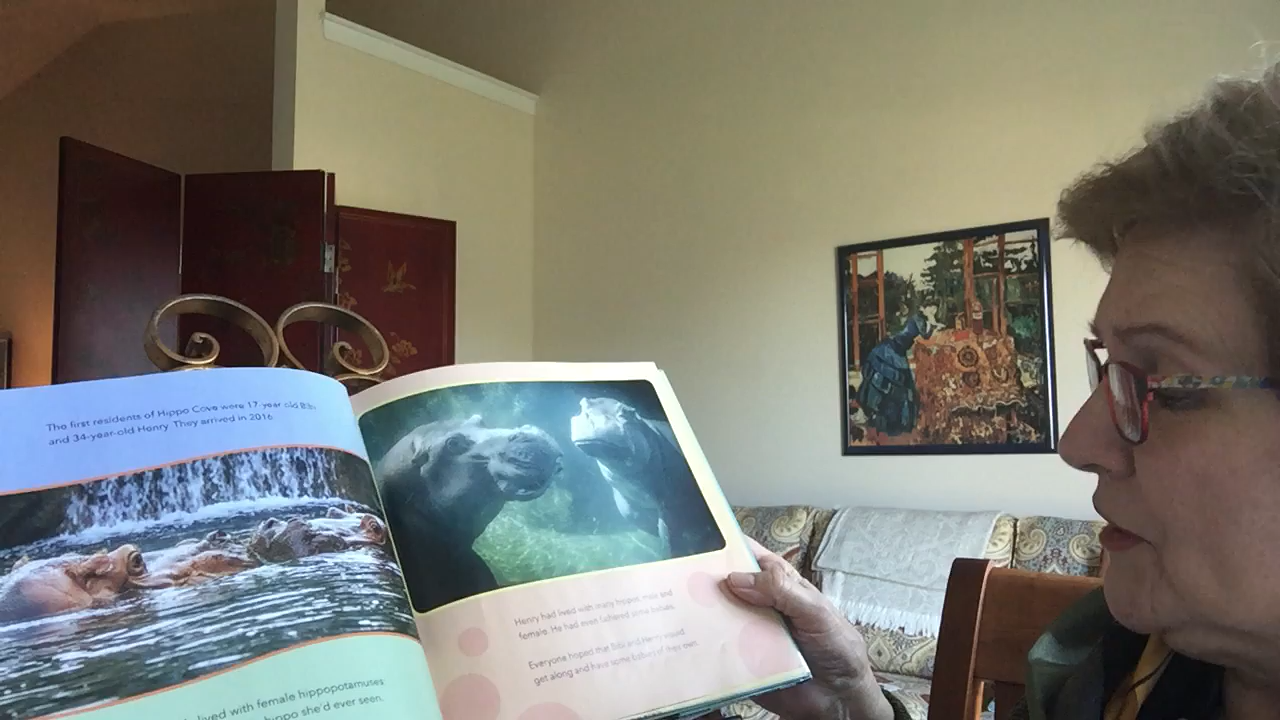 The first residents of Hippo Cove were 17-year old Bibi
and 34-year-old Henry. They arrived in 2016.
lived with female hippopotamuses
hippo she'd ever seen.
Henry had lived with many hippos, male and
female. He had even fathered some babies.
Everyone hoped that Bibi and Henry would
get along and have some babies of their own.